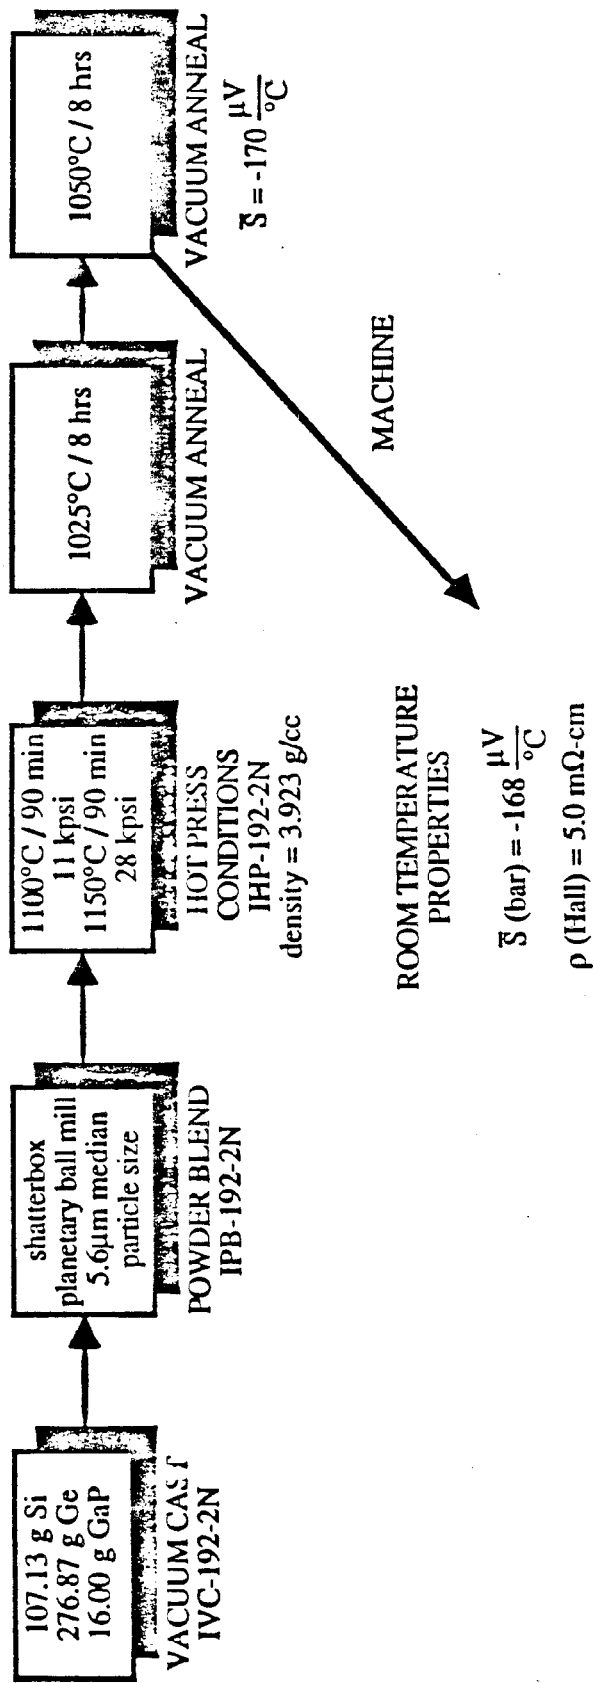 107.13 g Si
276.87 g Ge
16.00 g GaP
VACUUM CAST
IVC-192-2N
shatterbox
planetary ball mill
5.6µm median
particle size
POWDER BLEND
IPB-192-2N
1100°C / 90 min
11 kpsi
1150°C / 90 min
28 kpsi
HOT PRESS
CONDITIONS
IHP-192-2N
density = 3.923 g/cc
1025°C / 8 hrs
VACUUM ANNEAL
1050°C / 8 hrs
VACUUM ANNEAL
S̅ = -170 µV/°C
MACHINE
ROOM TEMPERATURE
PROPERTIES
S̅ (bar) = -168 µV/°C
ρ (Hall) = 5.0 mΩ-cm